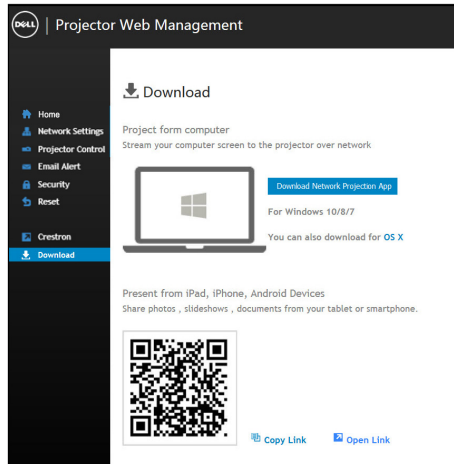 DELL | Projector Web Management
Download
Home
Network Settings
Projector Control
Email Alert
Security
Reset
Crestron
Download
Project form computer
Stream your computer screen to the projector over network
Download Network Projection App
For Windows 10/8/7
You can also download for OS X
Present from iPad, iPhone, Android Devices
Share photos , slideshows , documents from your tablet or smartphone.
Copy Link
Open Link